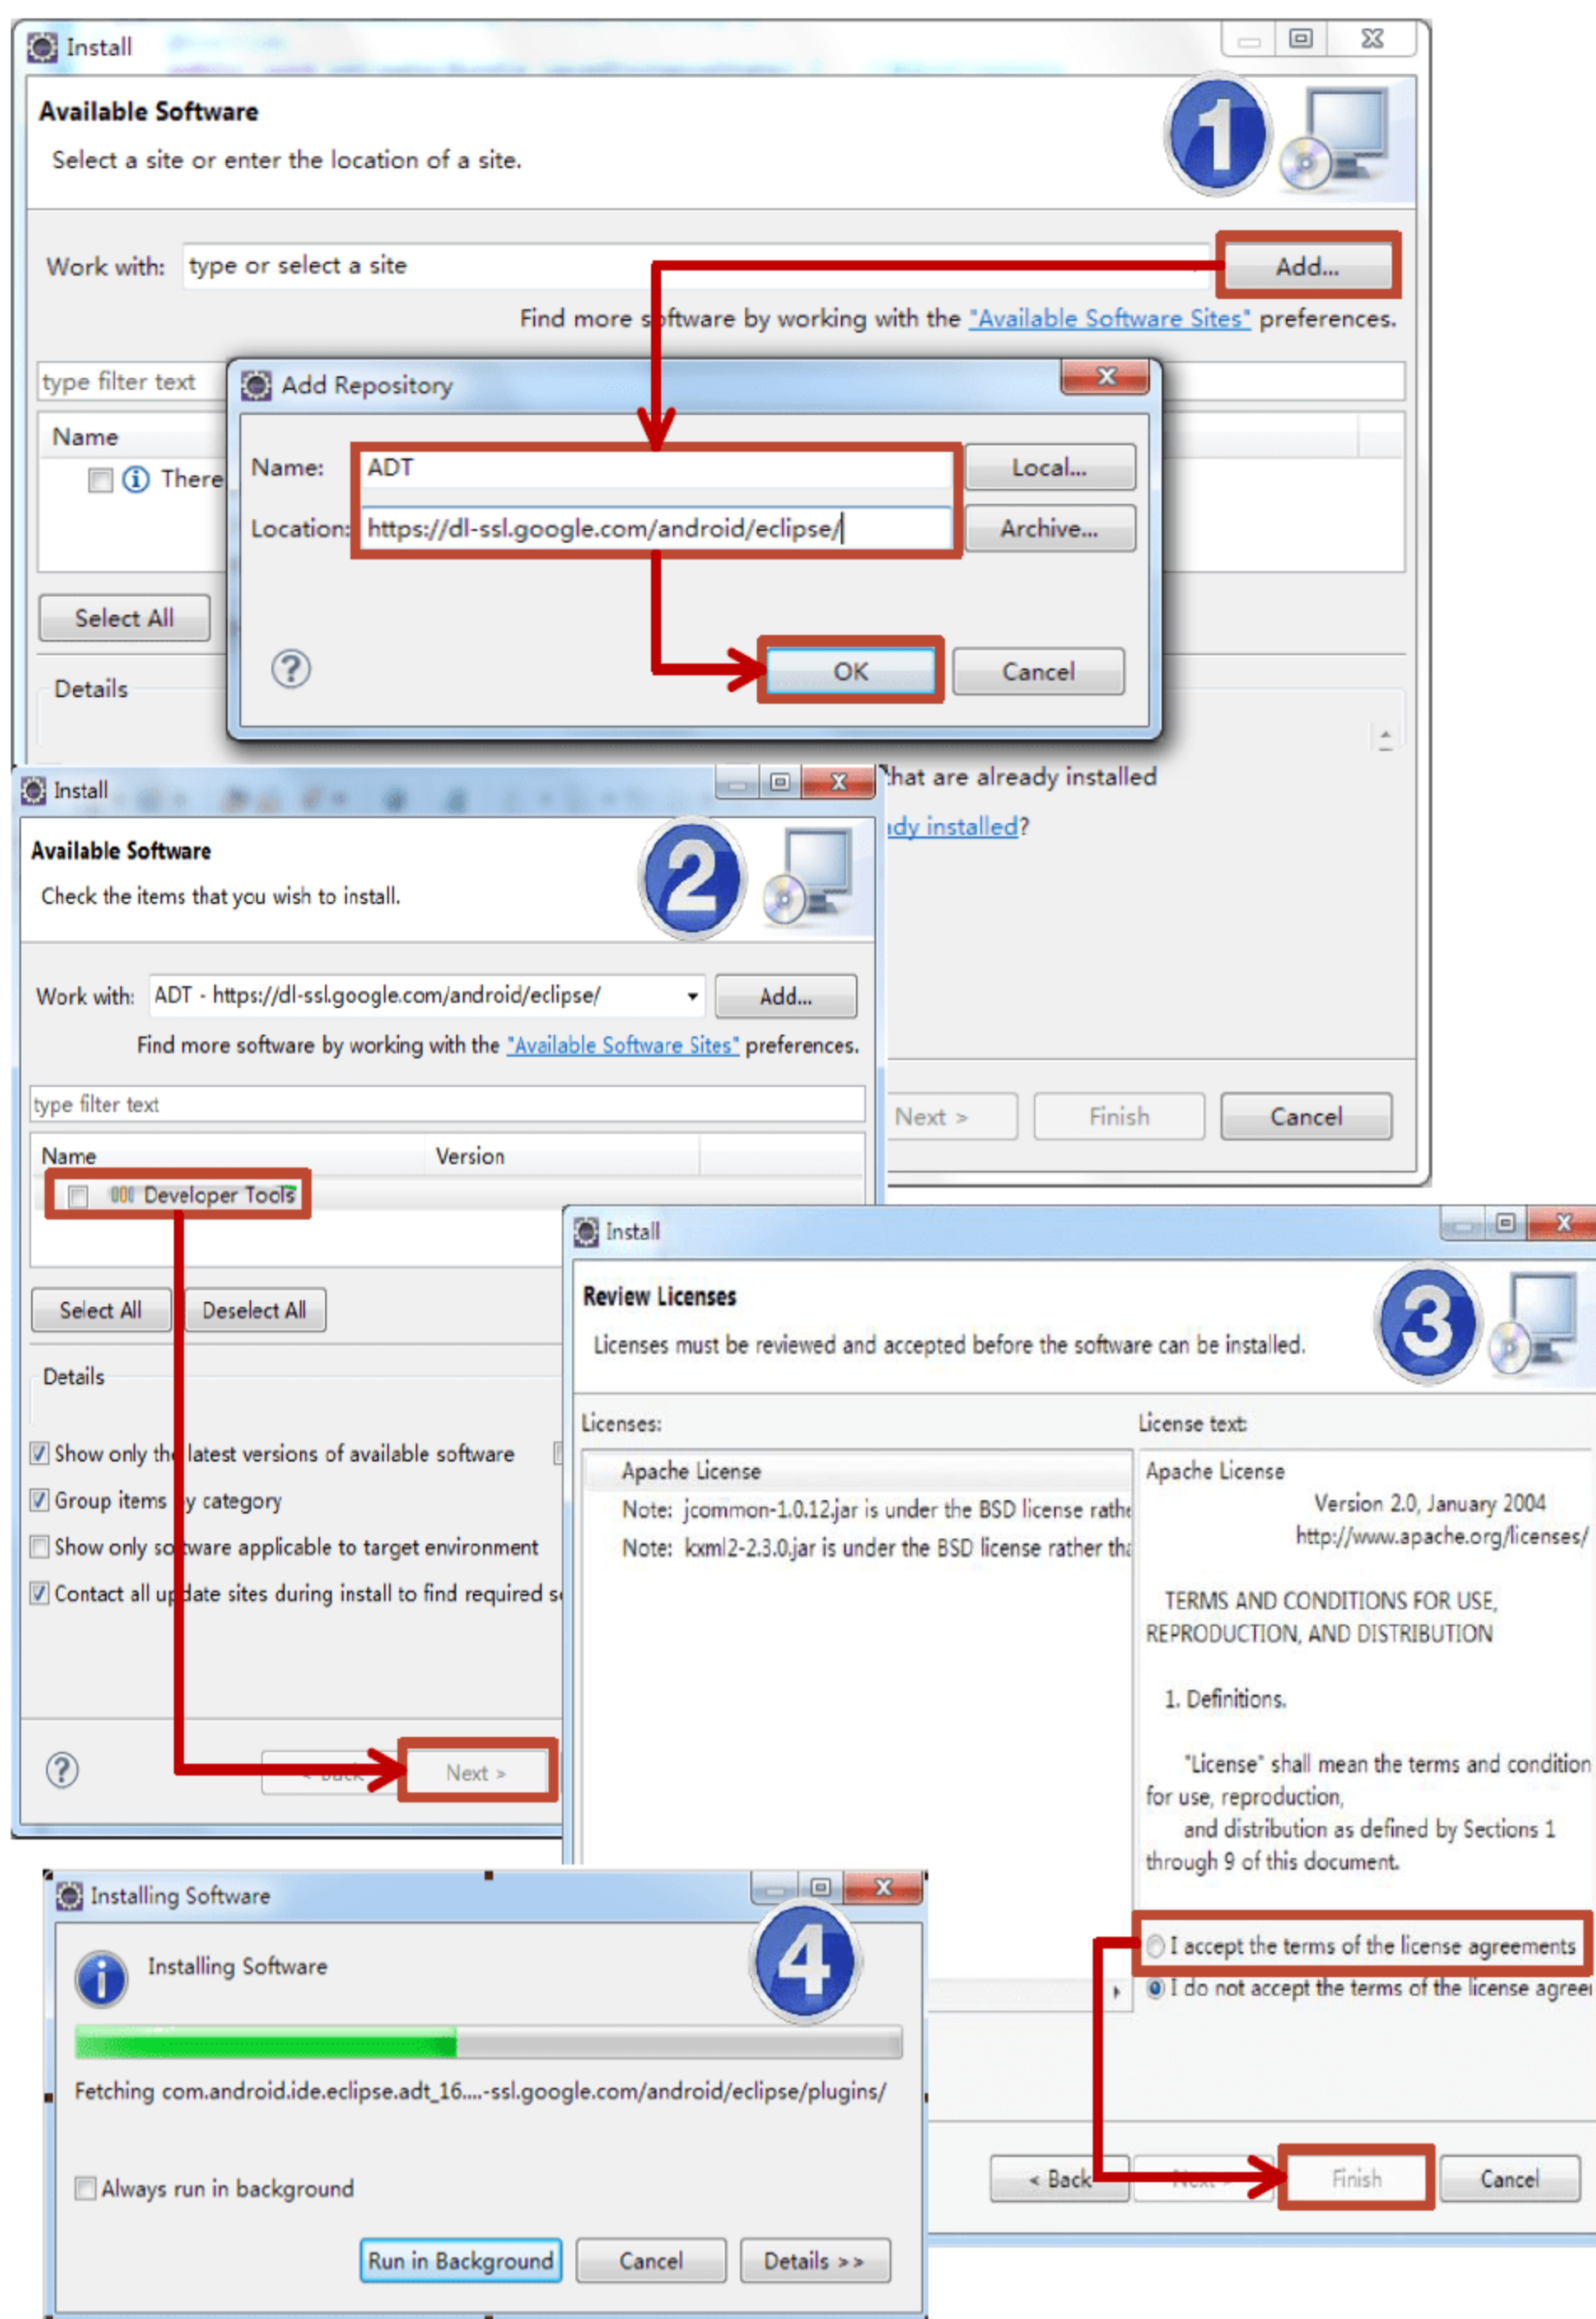 Install
Available Software
Select a site or enter the location of a site.
1
Work with: type or select a site Add...
Find more software by working with the "Available Software Sites" preferences.
type filter text
Name
There
Add Repository
Name: ADT Local...
Location: https://dl-ssl.google.com/android/eclipse/ Archive...
Select All
OK Cancel
Details
that are already installed
ady installed?
Next > Finish Cancel
Install
Available Software
Check the items that you wish to install.
2
Work with: ADT - https://dl-ssl.google.com/android/eclipse/ Add...
Find more software by working with the "Available Software Sites" preferences.
type filter text
Name Version
Developer Tools
Select All Deselect All
Details
Show only the latest versions of available software
Group items by category
Show only software applicable to target environment
Contact all update sites during install to find required s
< Back Next >
Install
Review Licenses
Licenses must be reviewed and accepted before the software can be installed.
3
Licenses:
Apache License
Note: jcommon-1.0.12.jar is under the BSD license rathe
Note: kxml2-2.3.0.jar is under the BSD license rather tha
License text:
Apache License
Version 2.0, January 2004
http://www.apache.org/licenses/
TERMS AND CONDITIONS FOR USE,
REPRODUCTION, AND DISTRIBUTION
1. Definitions.
"License" shall mean the terms and condition
for use, reproduction,
and distribution as defined by Sections 1
through 9 of this document.
I accept the terms of the license agreements
I do not accept the terms of the license agree
< Back Next > Finish Cancel
Installing Software
4
Installing Software
Fetching com.android.ide.eclipse.adt_16....-ssl.google.com/android/eclipse/plugins/
Always run in background
Run in Background Cancel Details >>